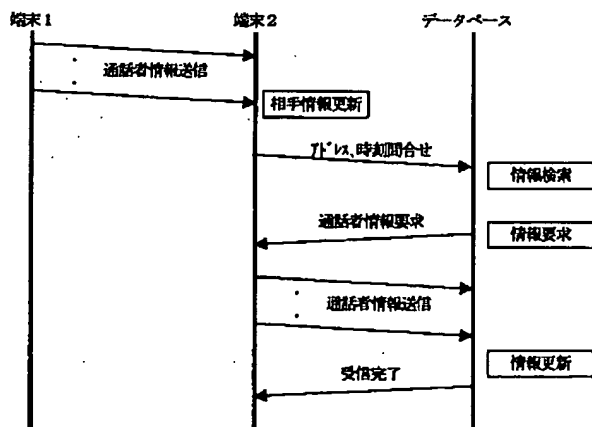 端末1 端末2 データベース
通話者情報送信
相手情報更新
アドレス、時刻問合せ
情報検索
通話者情報要求
情報要求
通話者情報送信
情報更新
受信完了